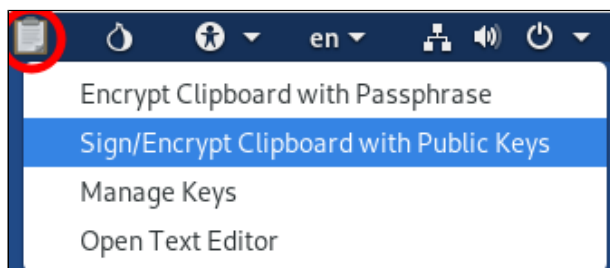 en
Encrypt Clipboard with Passphrase
Sign/Encrypt Clipboard with Public Keys
Manage Keys
Open Text Editor